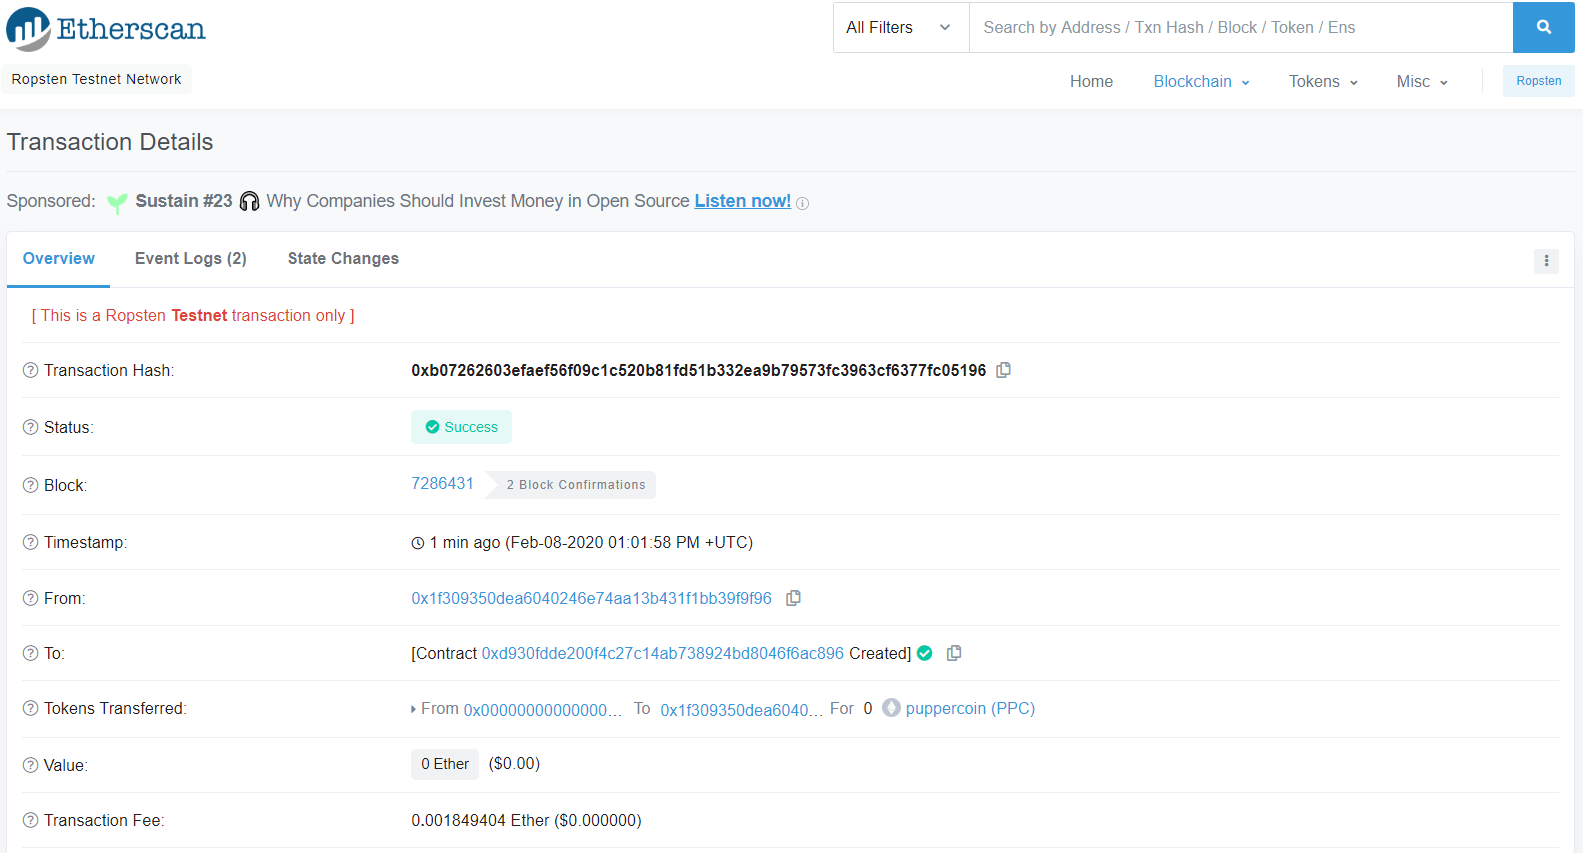 Etherscan
All Filters
Search by Address / Txn Hash / Block / Token / Ens
Ropsten Testnet Network
Home Blockchain Tokens Misc Ropsten
Transaction Details
Sponsored: Sustain #23 Why Companies Should Invest Money in Open Source Listen now!
Overview Event Logs (2) State Changes
[ This is a Ropsten Testnet transaction only ]
Transaction Hash: 0xb07262603efaef56f09c1c520b81fd51b332ea9b79573fc3963cf6377fc05196
Status: Success
Block: 7286431 2 Block Confirmations
Timestamp: 1 min ago (Feb-08-2020 01:01:58 PM +UTC)
From: 0x1f309350dea6040246e74aa13b431f1bb39f9f96
To: [Contract 0xd930fdde200f4c27c14ab738924bd8046f6ac896 Created]
Tokens Transferred: From 0x00000000000000... To 0x1f309350dea6040... For 0 puppercoin (PPC)
Value: 0 Ether ($0.00)
Transaction Fee: 0.001849404 Ether ($0.000000)